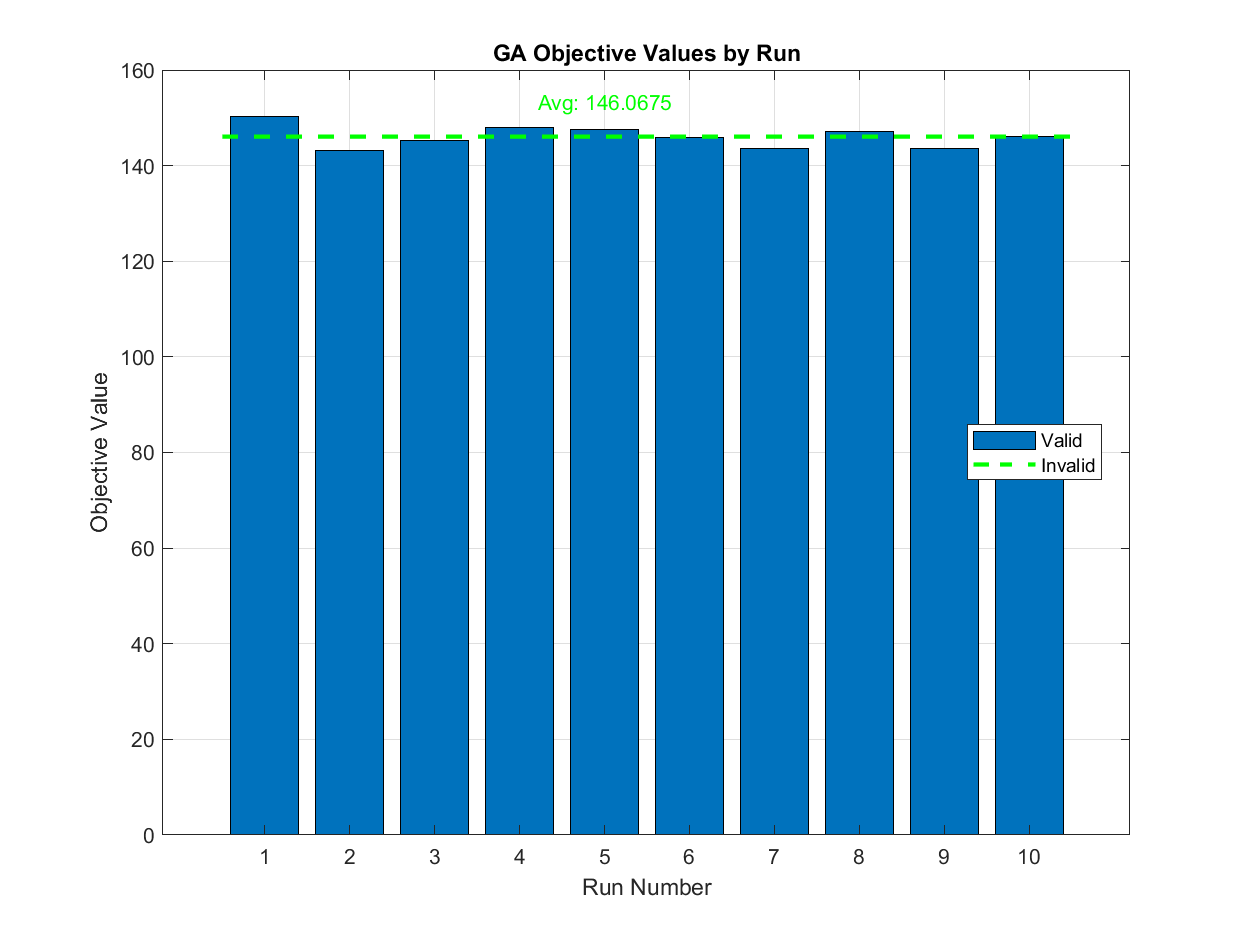 GA Objective Values by Run
160
140
120
100
80
60
40
20
0
Objective Value
Avg: 146.0675
Valid
Invalid
1 2 3 4 5 6 7 8 9 10
Run Number